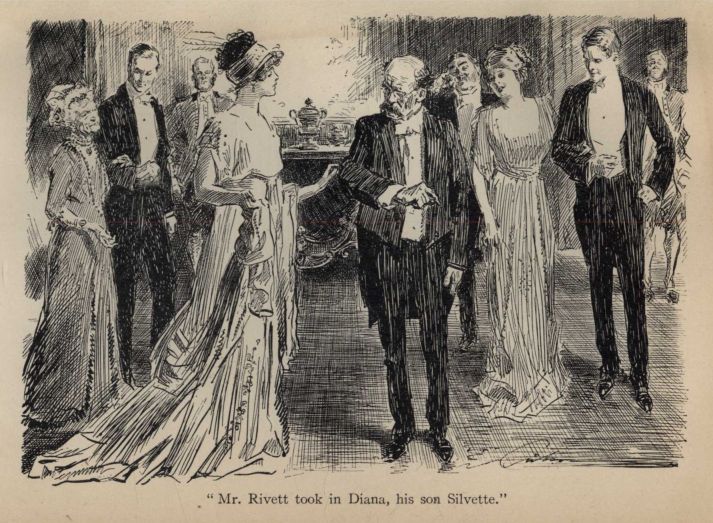 “ Mr. Rivett took in Diana, his son Silvette.”